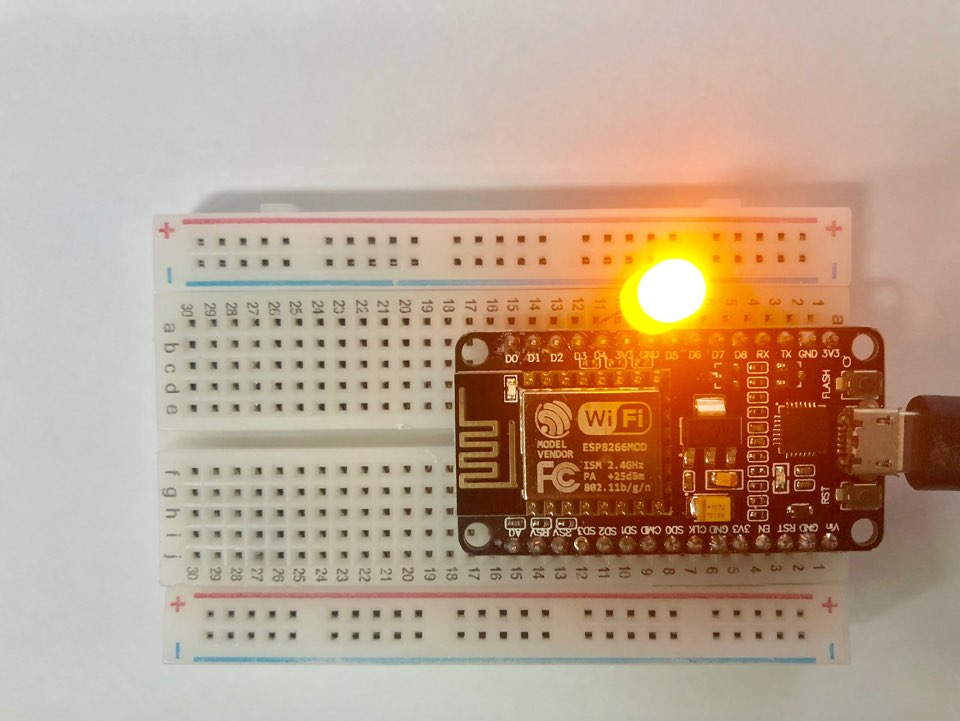 + +
− −
30 29 28 27 26 25 24 23 22 21 20 19 18 17 16 15 14 13 12 11 5 4 3 2 1
a a
b
c
d
e
D0 D1 D2 D3 D4 3V3 GND D5 D6 D7 D8 RX TX GND 3V3
FLASH
WiFi
MODEL
VENDOR
ESP8266MOD
FC
ISM 2.4GHz
PA +25dBm
802.11b/g/n
RST
A0 RSV RSV SD3 SD2 SD1 CMD SD0 CLK GND 3V3 EN RST GND Vin
f
g
h
i
j
30 29 28 27 26 25 24 23 22 21 20 19 18 17 16 15 14 13 12 11 10 9 8 7 6 5 4 3 2 1
+ +
− −